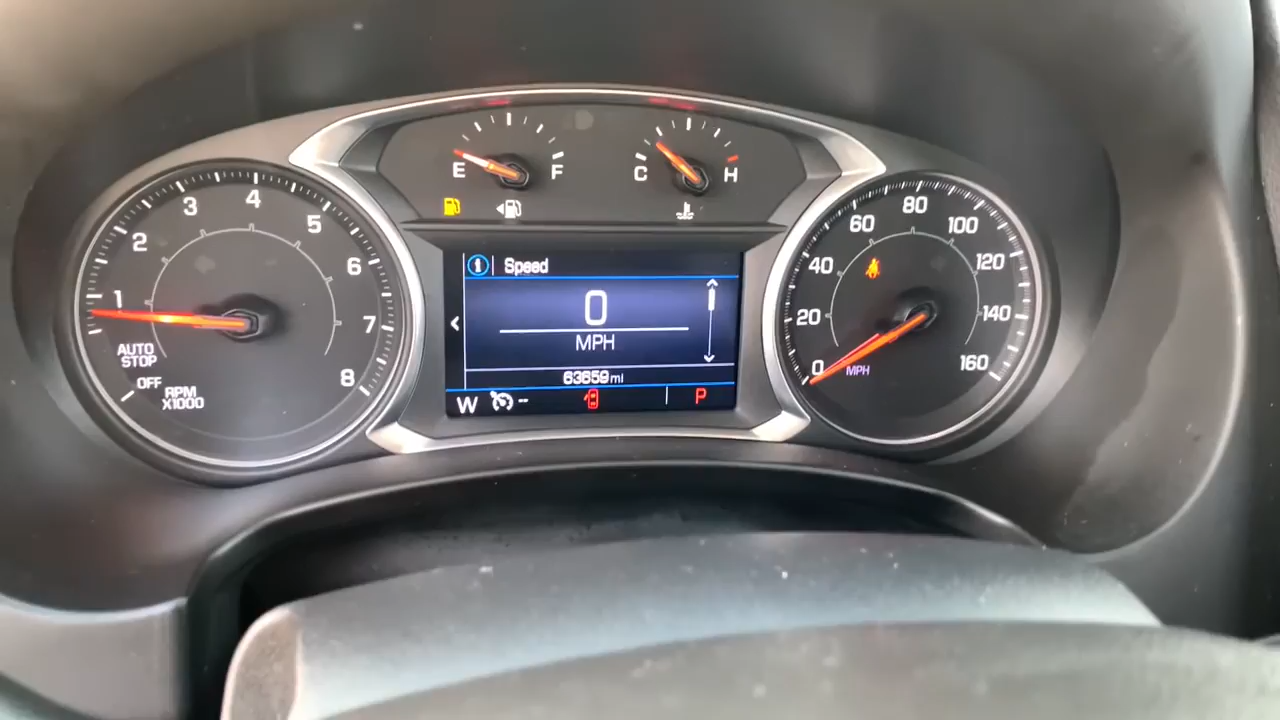 E F
C H
1 2 3 4 5 6 7 8
AUTO
STOP
OFF
RPM
X1000
Speed
0
MPH
63659 mi
W -- P
0 20 40 60 80 100 120 140 160
MPH